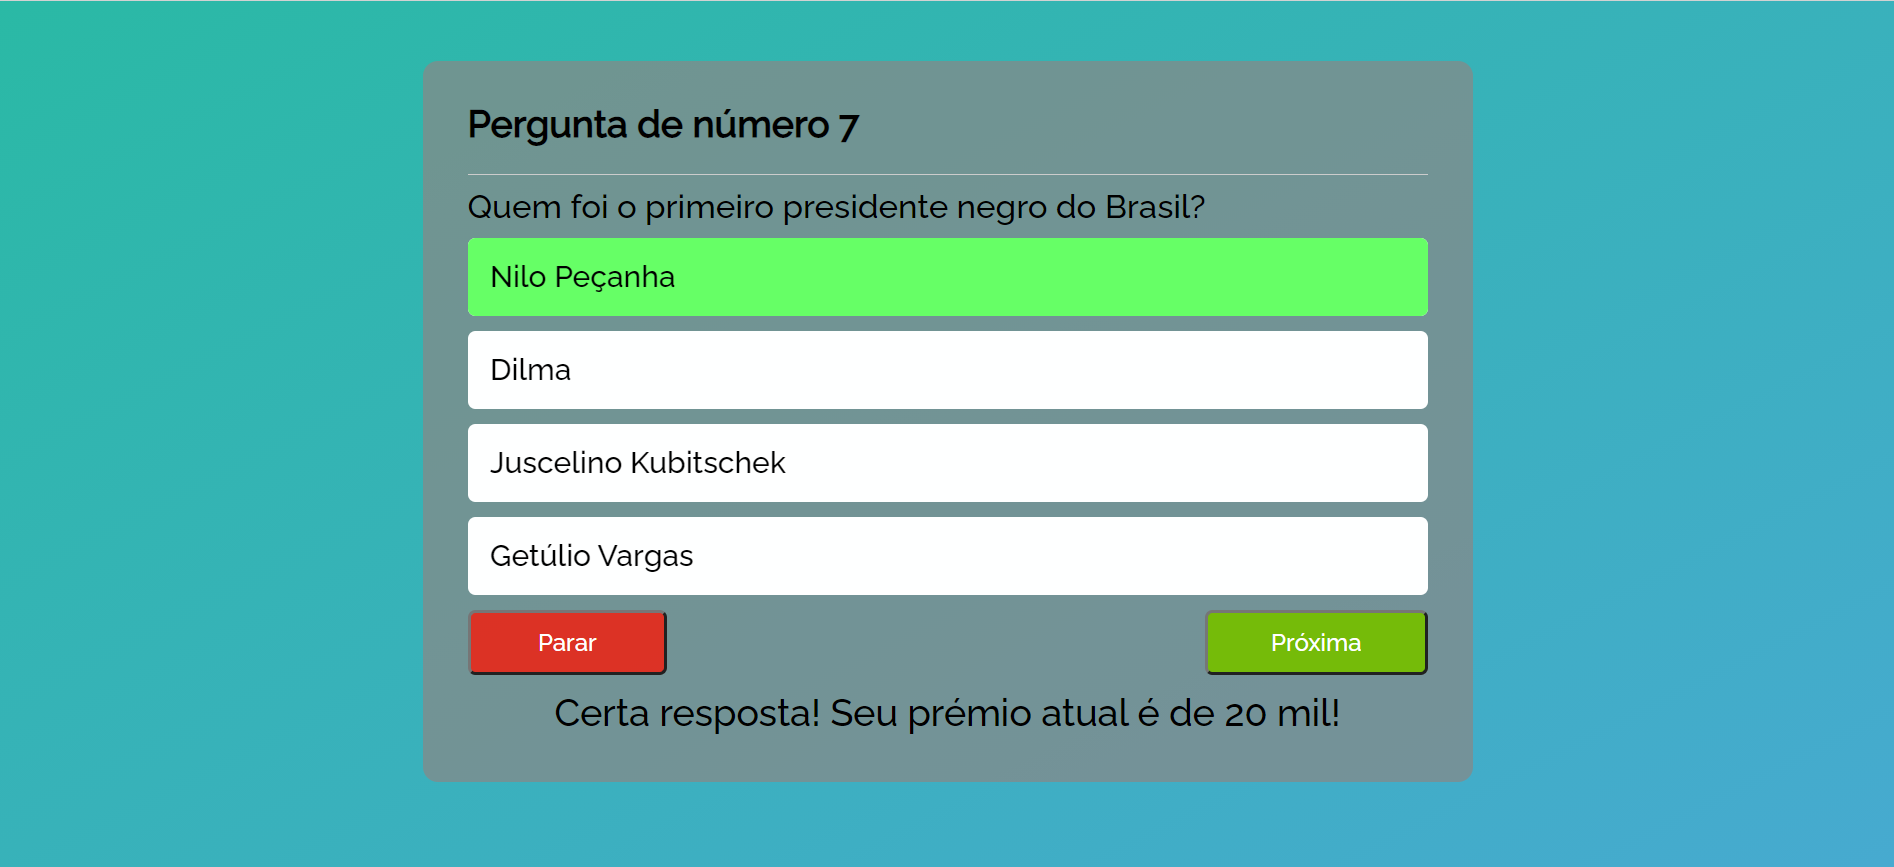 Pergunta de número 7
Quem foi o primeiro presidente negro do Brasil?
Nilo Peçanha
Dilma
Juscelino Kubitschek
Getúlio Vargas
Parar
Próxima
Certa resposta! Seu prémio atual é de 20 mil!